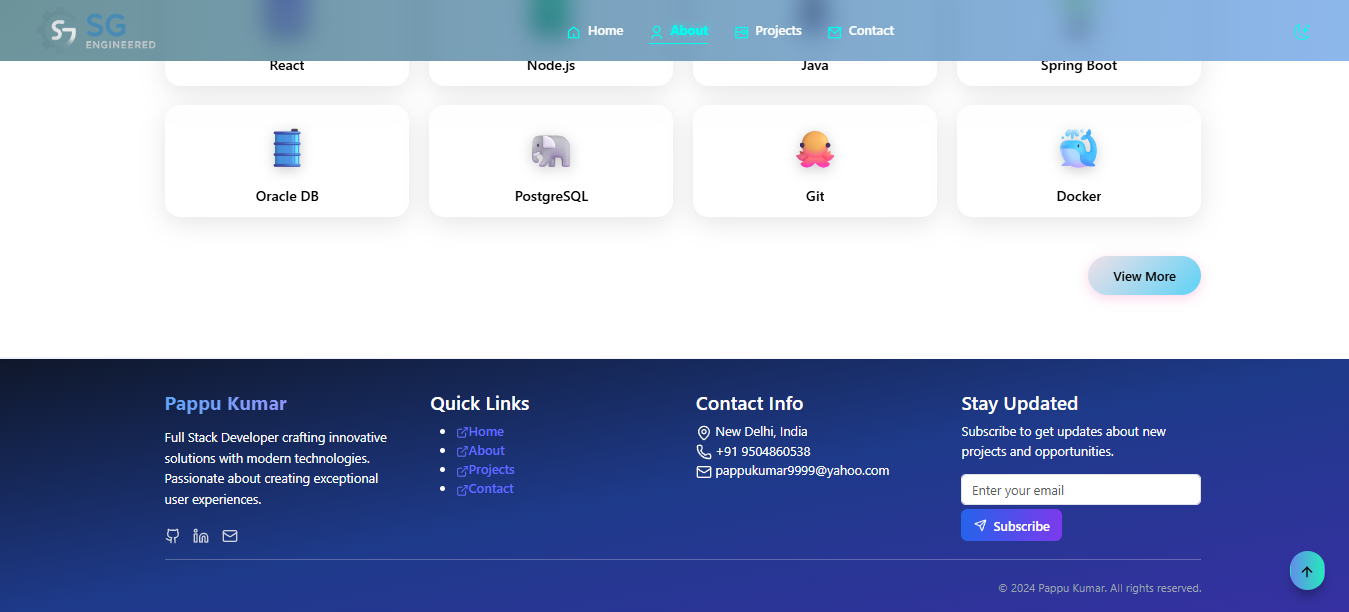 SG
ENGINEERED
Home
About
Projects
Contact
React
Node.js
Java
Spring Boot
Oracle DB
PostgreSQL
Git
Docker
View More
Pappu Kumar
Full Stack Developer crafting innovative
solutions with modern technologies.
Passionate about creating exceptional
user experiences.
Quick Links
Home
About
Projects
Contact
Contact Info
New Delhi, India
+91 9504860538
pappukumar9999@yahoo.com
Stay Updated
Subscribe to get updates about new
projects and opportunities.
Enter your email
Subscribe
© 2024 Pappu Kumar. All rights reserved.